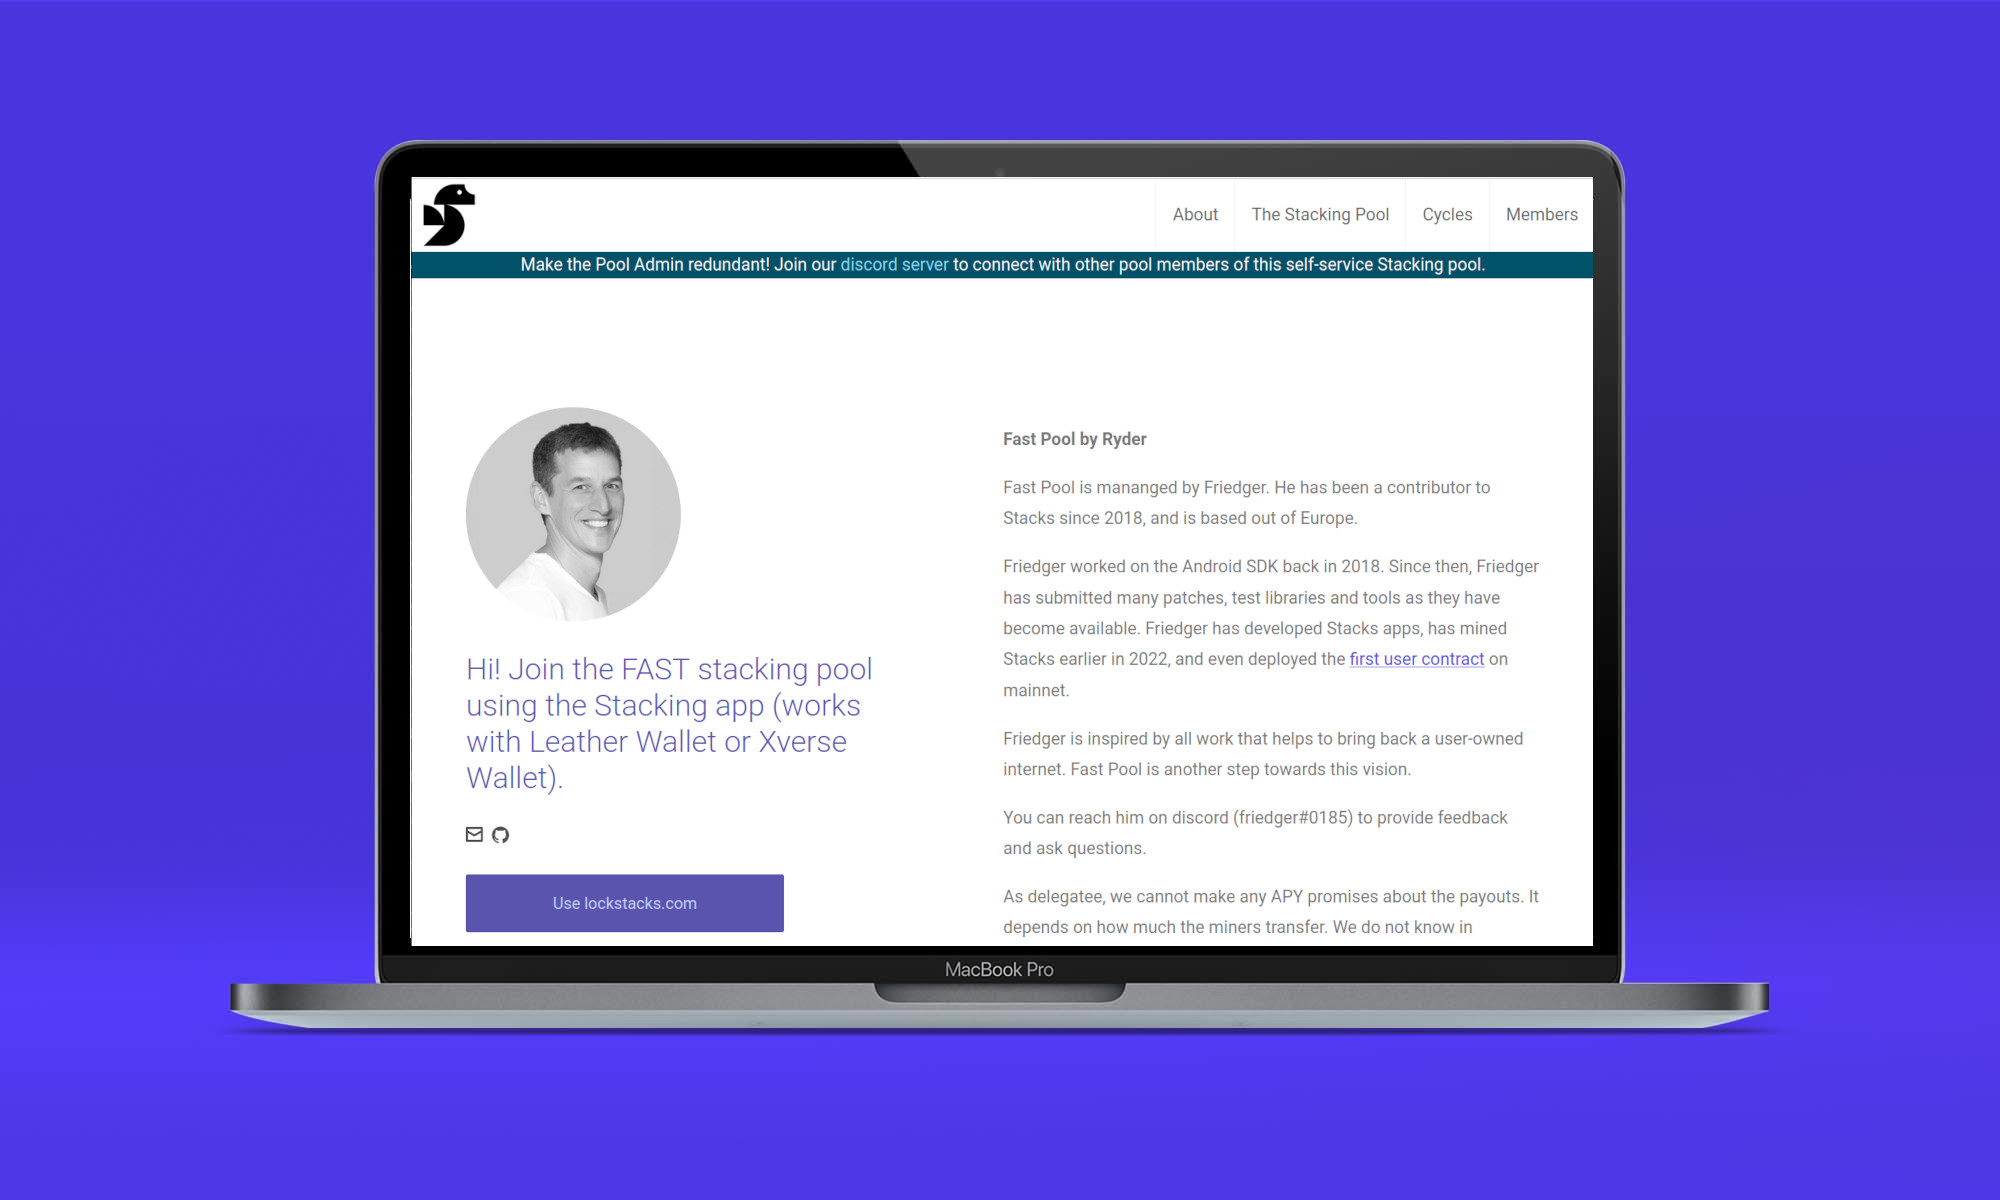 About
The Stacking Pool
Cycles
Members
Make the Pool Admin redundant! Join our discord server to connect with other pool members of this self-service Stacking pool.
Hi! Join the FAST stacking pool
using the Stacking app (works
with Leather Wallet or Xverse
Wallet).
Use lockstacks.com
Fast Pool by Ryder
Fast Pool is mananged by Friedger. He has been a contributor to
Stacks since 2018, and is based out of Europe.
Friedger worked on the Android SDK back in 2018. Since then, Friedger
has submitted many patches, test libraries and tools as they have
become available. Friedger has developed Stacks apps, has mined
Stacks earlier in 2022, and even deployed the first user contract on
mainnet.
Friedger is inspired by all work that helps to bring back a user-owned
internet. Fast Pool is another step towards this vision.
You can reach him on discord (friedger#0185) to provide feedback
and ask questions.
As delegatee, we cannot make any APY promises about the payouts. It
depends on how much the miners transfer. We do not know in
MacBook Pro